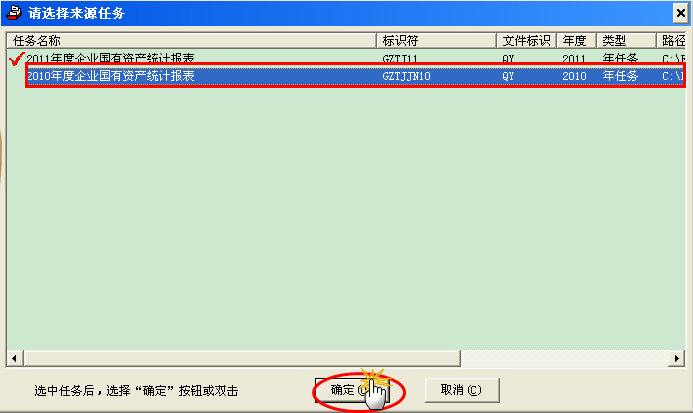 请选择来源任务
任务名称 标识符 文件标识 年度 类型 路径
2011年度企业国有资产统计报表 GZTJ11 QY 2011 年任务 C:\
2010年度企业国有资产统计报表 GZTJJN10 QY 2010 年任务 C:\
选中任务后,选择“确定”按钮或双击 确定 取消(C)